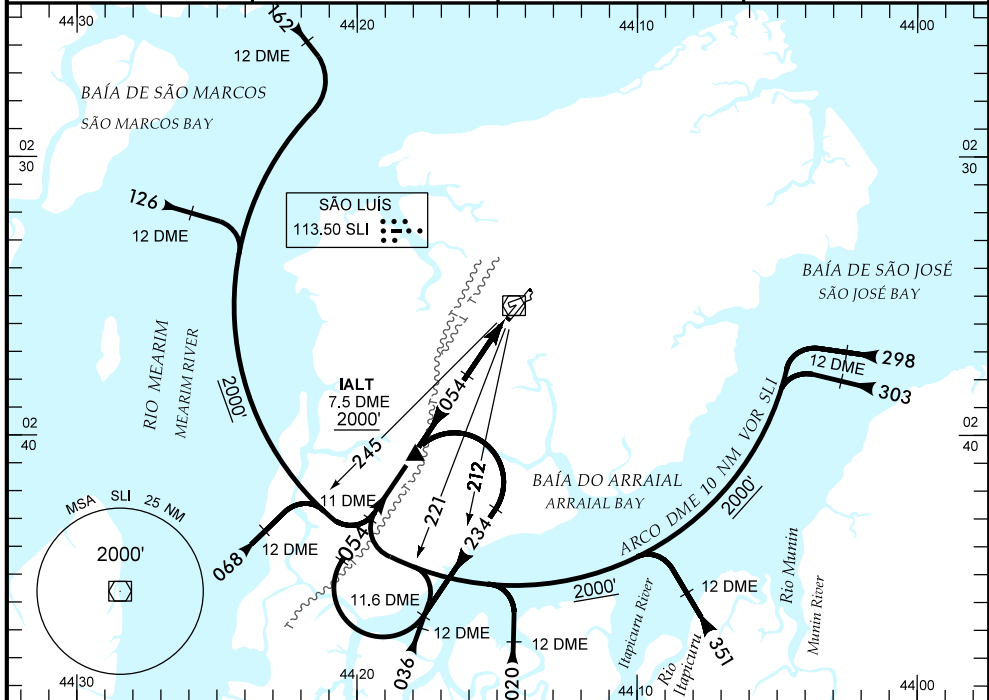 44 30
44 20
44 10
44 00
162
12 DME
BAÍA DE SÃO MARCOS
SÃO MARCOS BAY
02
30
02
30
126
12 DME
SÃO LUÍS
113.50 SLI
BAÍA DE SÃO JOSÉ
SÃO JOSÉ BAY
RIO MEARIM
MEARIM RIVER
2000'
IALT
7.5 DME
2000'
054
298
12 DME
303
02
40
02
40
245
221
212
234
BAÍA DO ARRAIAL
ARRAIAL BAY
ARCO DME 10 NM VOR SLI
2000'
MSA SLI 25 NM
2000'
11 DME
054
068
12 DME
11.6 DME
2000'
12 DME
036
12 DME
020
12 DME
351
Itapicuru River
Rio Itapicuru
Rio Munin
Munin River
44 30
44 20
44 10
44 00